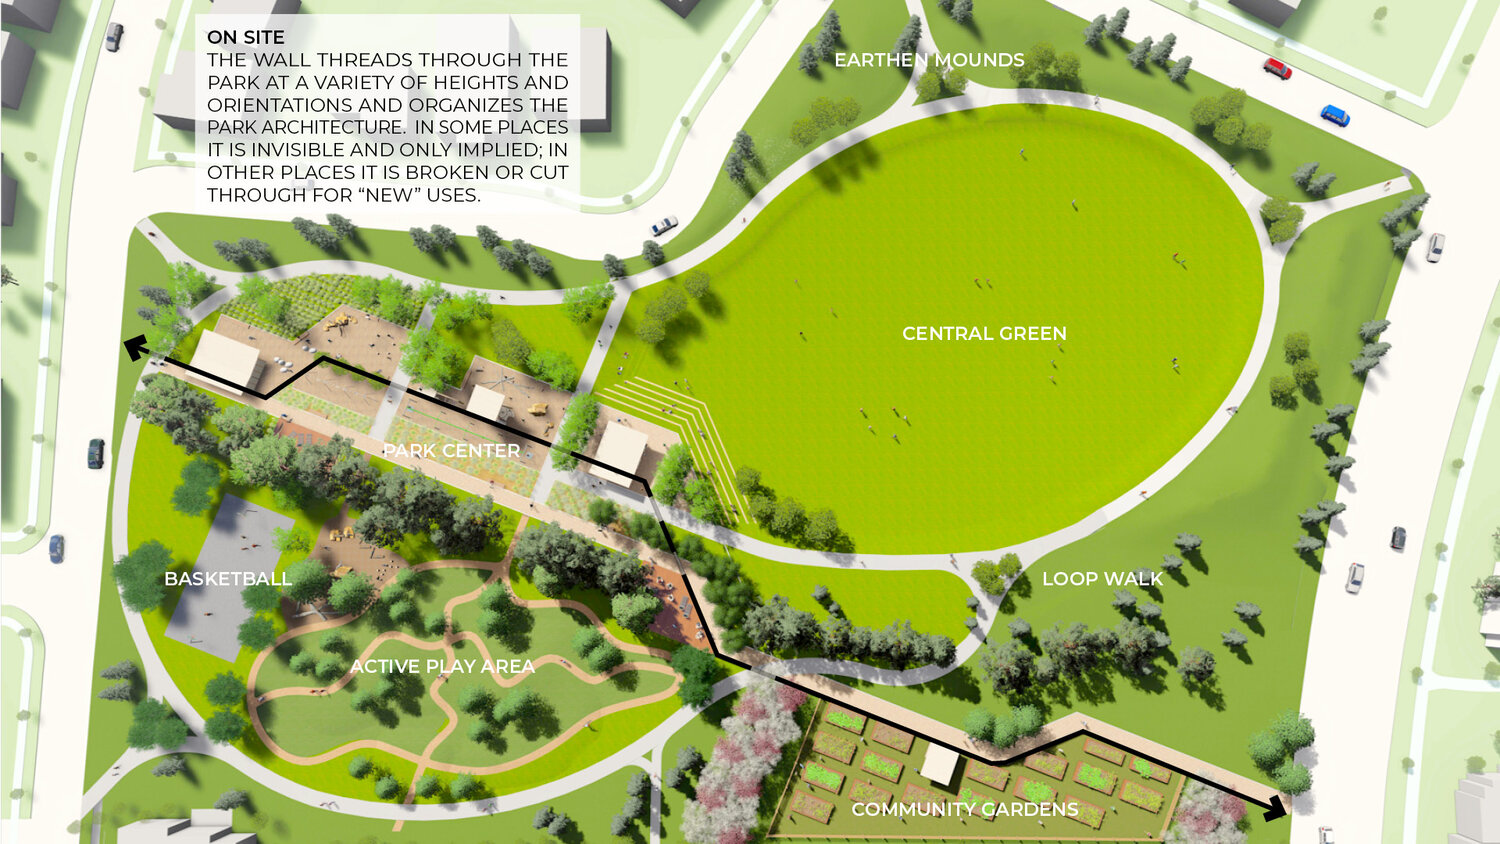 ON SITE
THE WALL THREADS THROUGH THE
PARK AT A VARIETY OF HEIGHTS AND
ORIENTATIONS AND ORGANIZES THE
PARK ARCHITECTURE. IN SOME PLACES
IT IS INVISIBLE AND ONLY IMPLIED; IN
OTHER PLACES IT IS BROKEN OR CUT
THROUGH FOR “NEW” USES.
EARTHEN MOUNDS
CENTRAL GREEN
PARK CENTER
BASKETBALL
LOOP WALK
ACTIVE PLAY AREA
COMMUNITY GARDENS